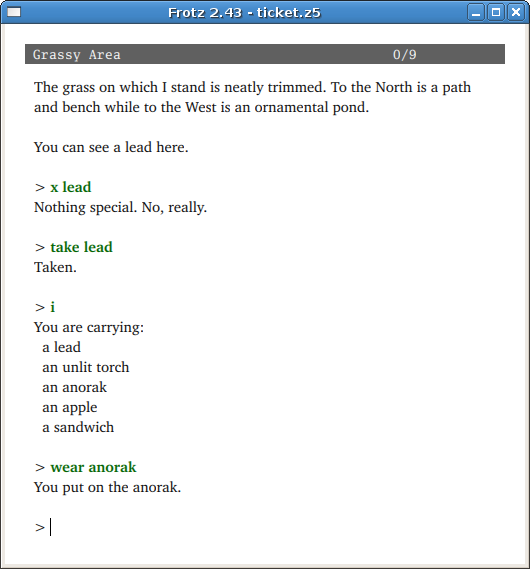 Frotz 2.43 - ticket.z5
Grassy Area 0/9
The grass on which I stand is neatly trimmed. To the North is a path
and bench while to the West is an ornamental pond.
You can see a lead here.
> x lead
Nothing special. No, really.
> take lead
Taken.
> i
You are carrying:
a lead
an unlit torch
an anorak
an apple
a sandwich
> wear anorak
You put on the anorak.
>